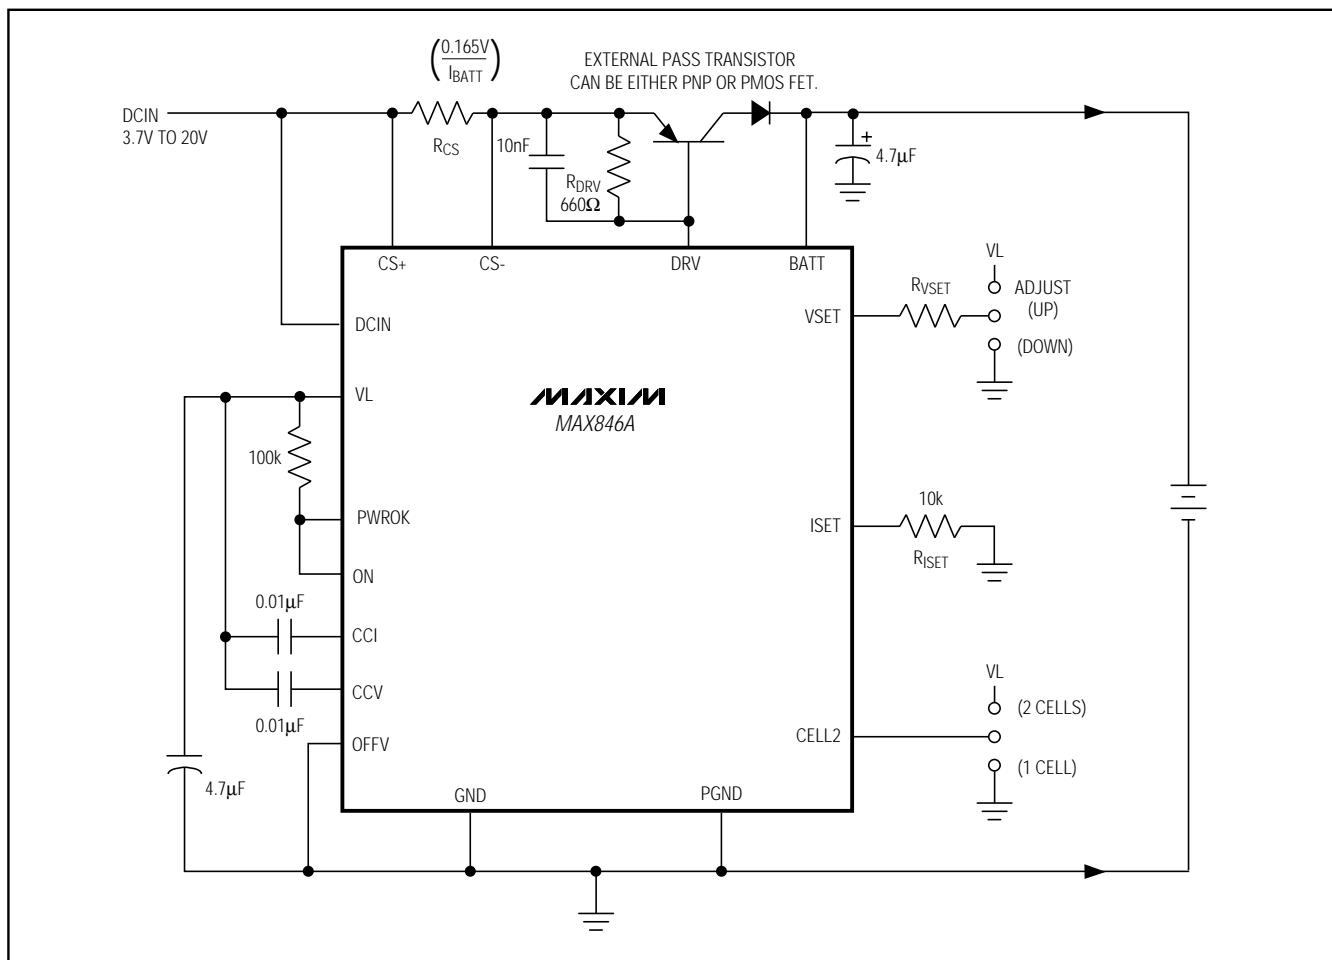 (0.165V
IBATT)
EXTERNAL PASS TRANSISTOR
CAN BE EITHER PNP OR PMOS FET.
DCIN
3.7V TO 20V
RCS
10nF
RDRV
660Ω
+
4.7µF
CS+
CS-
DRV
BATT
DCIN
VL
100k
PWROK
ON
0.01µF
CCI
CCV
0.01µF
OFFV
4.7µF
GND
PGND
MAXIM
MAX846A
VSET
RVSET
VL
ADJUST
(UP)
(DOWN)
ISET
10k
RISET
CELL2
VL
(2 CELLS)
(1 CELL)